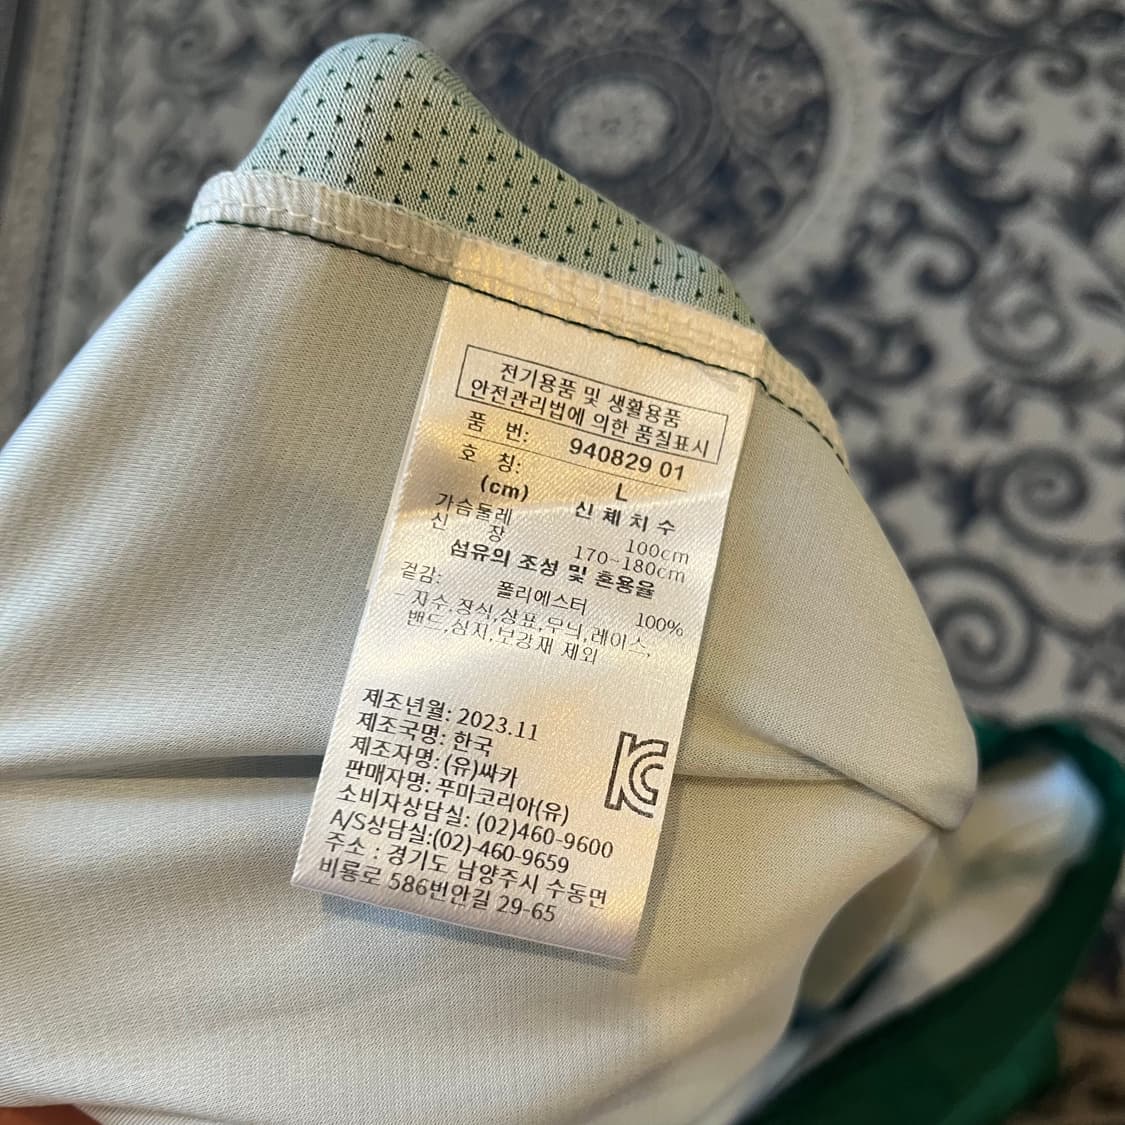 전기용품 및 생활용품
안전관리법에 의한 품질표시
품 번: 940829 01
호 칭: L
(cm) 신 체 치 수
가슴둘레 100cm
신 장 170~180cm
섬유의 조성 및 혼용율
겉감: 폴리에스터 100%
- 자수,장식,상표,무늬,레이스,
밴드,심지,보강재 제외
제조년월: 2023.11
제조국명: 한국
제조자명: (유)싸카
판매자명: 푸마코리아(유)
소비자상담실: (02)460-9600
A/S상담실:(02)-460-9659
주소 : 경기도 남양주시 수동면
비룡로 586번안길 29-65
KC